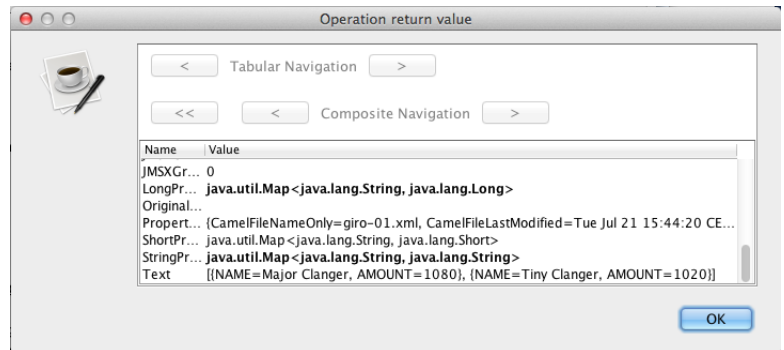 Operation return value
< Tabular Navigation >
<< < Composite Navigation >
Name Value
JMSXGr... 0
LongPr... java.util.Map<java.lang.String, java.lang.Long>
Original...
Propert... {CamelFileNameOnly=giro-01.xml, CamelFileLastModified=Tue Jul 21 15:44:20 CE...
ShortPr... java.util.Map<java.lang.String, java.lang.Short>
StringPr... java.util.Map<java.lang.String, java.lang.String>
Text [{NAME=Major Clanger, AMOUNT=1080}, {NAME=Tiny Clanger, AMOUNT=1020}]
OK